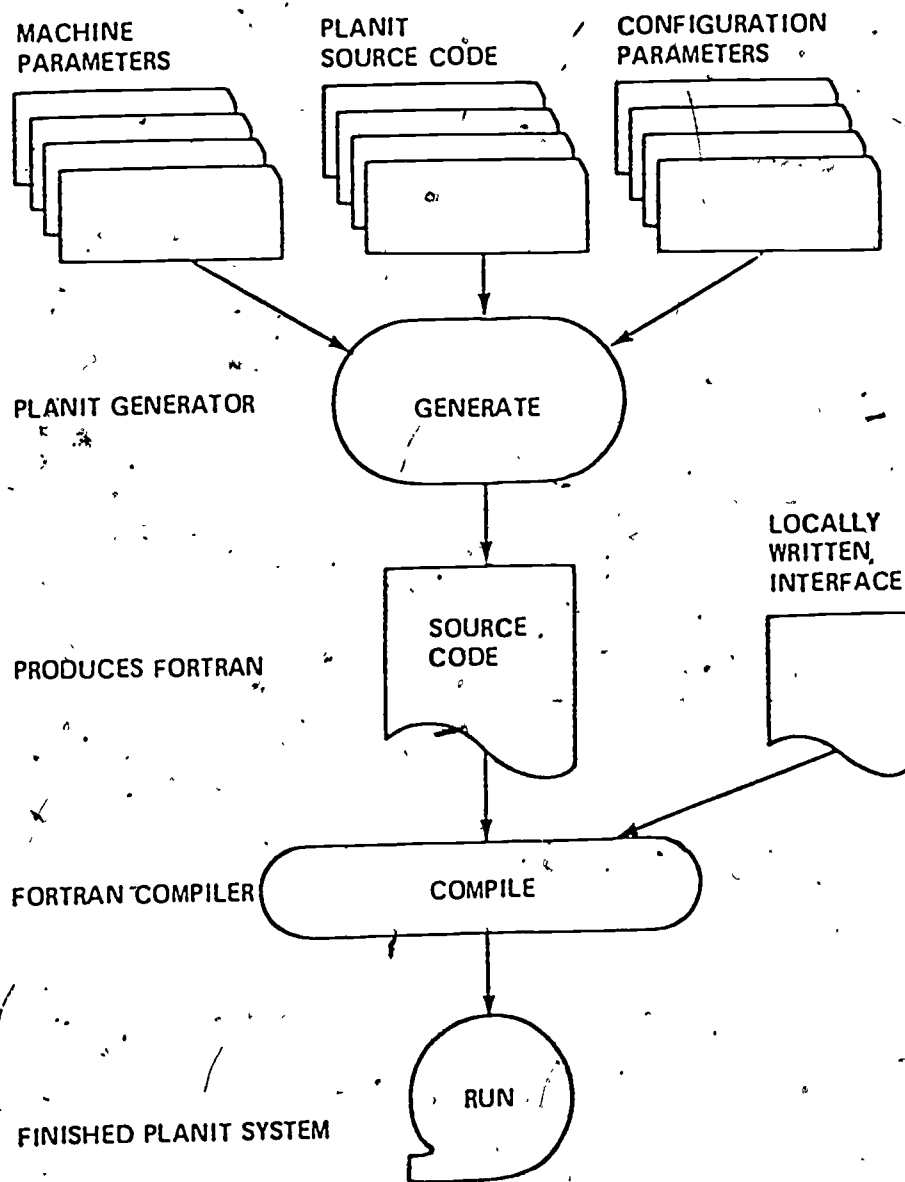 MACHINE
PARAMETERS
PLANIT
SOURCE CODE
CONFIGURATION
PARAMETERS
PLANIT GENERATOR
GENERATE
LOCALLY
WRITTEN
INTERFACE
PRODUCES FORTRAN
SOURCE
CODE
FORTRAN COMPILER
COMPILE
RUN
FINISHED PLANIT SYSTEM